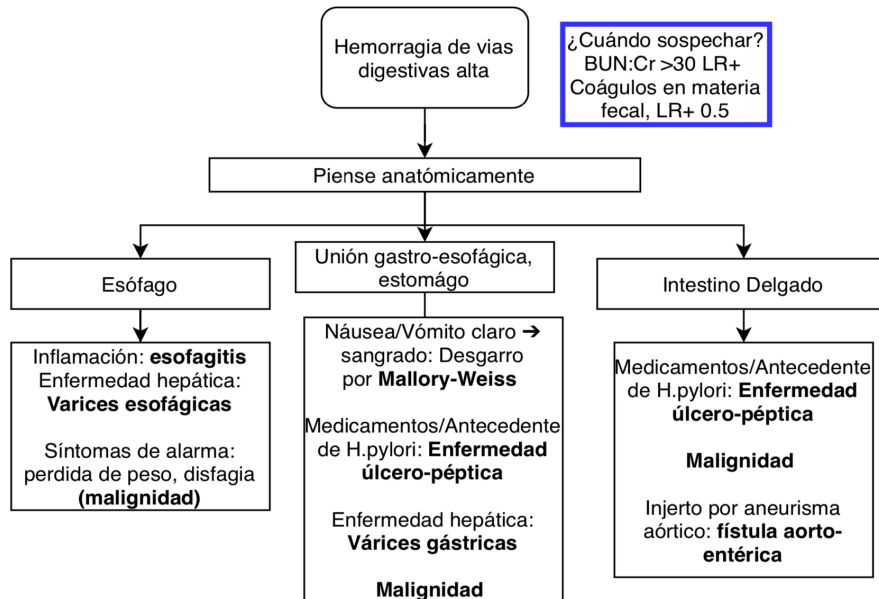 Hemorragia de vias
digestivas alta
¿Cuándo sospechar?
BUN:Cr >30 LR+
Coágulos en materia
fecal, LR+ 0.5
Piense anatómicamente
Esófago
Unión gastro-esofágica,
estomágo
Intestino Delgado
Inflamación: esofagitis
Enfermedad hepática:
Varices esofágicas
Síntomas de alarma:
perdida de peso, disfagia
(malignidad)
Náusea/Vómito claro ➔
sangrado: Desgarro
por Mallory-Weiss
Medicamentos/Antecedente
de H.pylori: Enfermedad
úlcero-péptica
Enfermedad hepática:
Várices gástricas
Malignidad
Medicamentos/Antecedente
de H.pylori: Enfermedad
úlcero-péptica
Malignidad
Injerto por aneurisma
aórtico: fístula aorto-
entérica